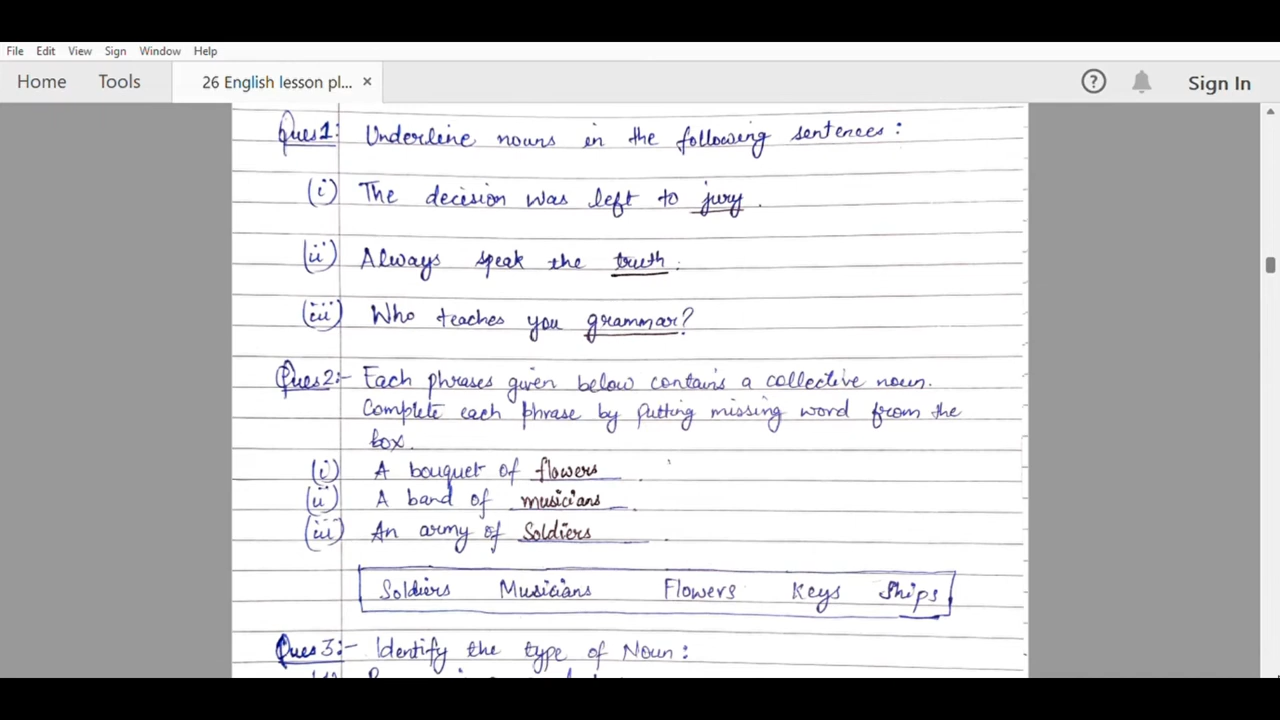 File Edit View Sign Window Help
Home Tools 26 English lesson pl... × ? Sign In
Ques1: Underline nouns in the following sentences:
(i) The decision was left to jury.
(ii) Always speak the truth.
(iii) Who teaches you grammar?
Ques2:- Each phrases given below contains a collective noun.
Complete each phrase by putting missing word from the
box.
(i) A bouquet of flowers.
(ii) A band of musicians.
(iii) An army of Soldiers.
Soldiers Musicians Flowers Keys Ships
Ques3:- Identify the type of Noun: